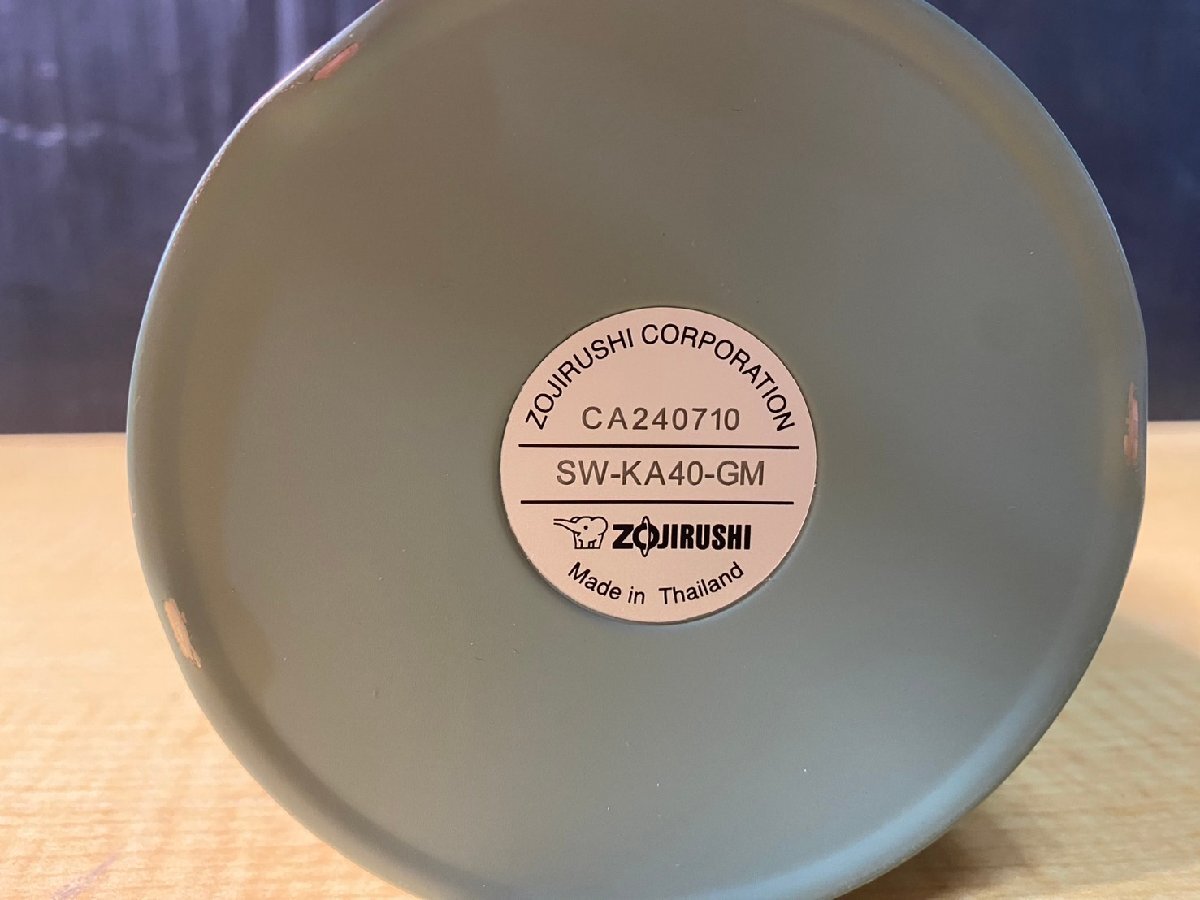 ZOJIRUSHI CORPORATION
CA240710
SW-KA40-GM
ZOJIRUSHI
Made in Thailand